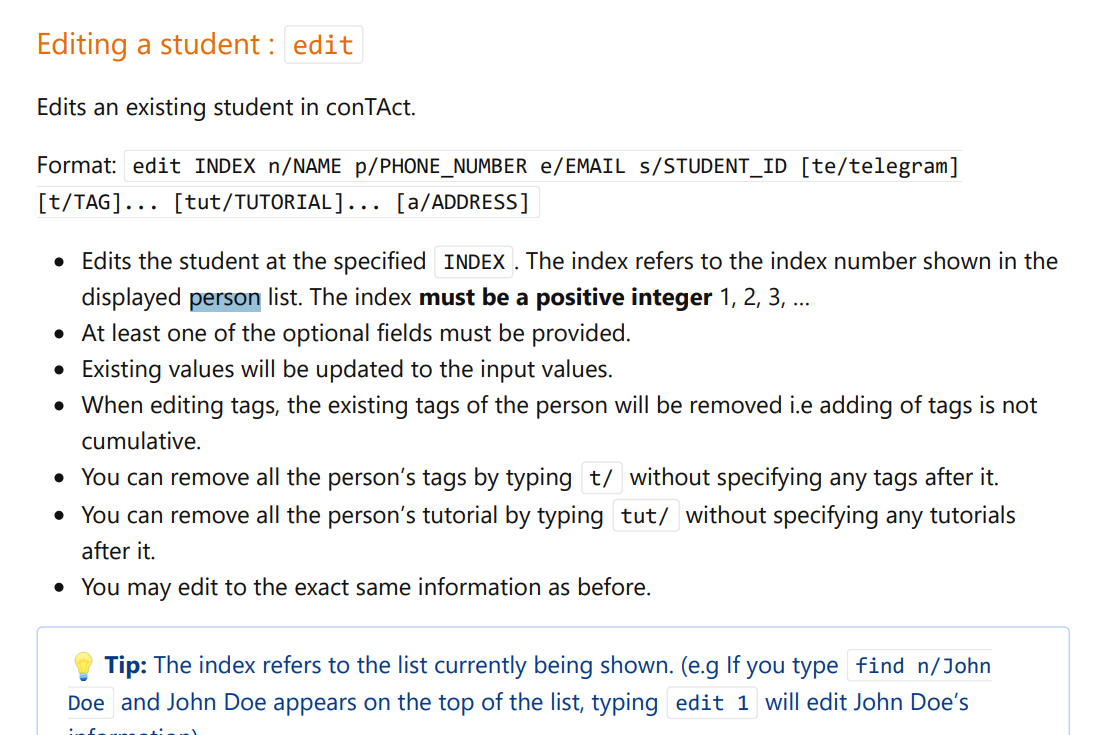 Editing a student : edit
Edits an existing student in conTAct.
Format: edit INDEX n/NAME p/PHONE_NUMBER e/EMAIL s/STUDENT_ID [te/telegram]
[t/TAG]... [tut/TUTORIAL]... [a/ADDRESS]
• Edits the student at the specified INDEX . The index refers to the index number shown in the
displayed person list. The index must be a positive integer 1, 2, 3, …
• At least one of the optional fields must be provided.
• Existing values will be updated to the input values.
• When editing tags, the existing tags of the person will be removed i.e adding of tags is not
cumulative.
• You can remove all the person’s tags by typing t/ without specifying any tags after it.
• You can remove all the person’s tutorial by typing tut/ without specifying any tutorials
after it.
• You may edit to the exact same information as before.
💡 Tip: The index refers to the list currently being shown. (e.g If you type find n/John
Doe and John Doe appears on the top of the list, typing edit 1 will edit John Doe’s
information)